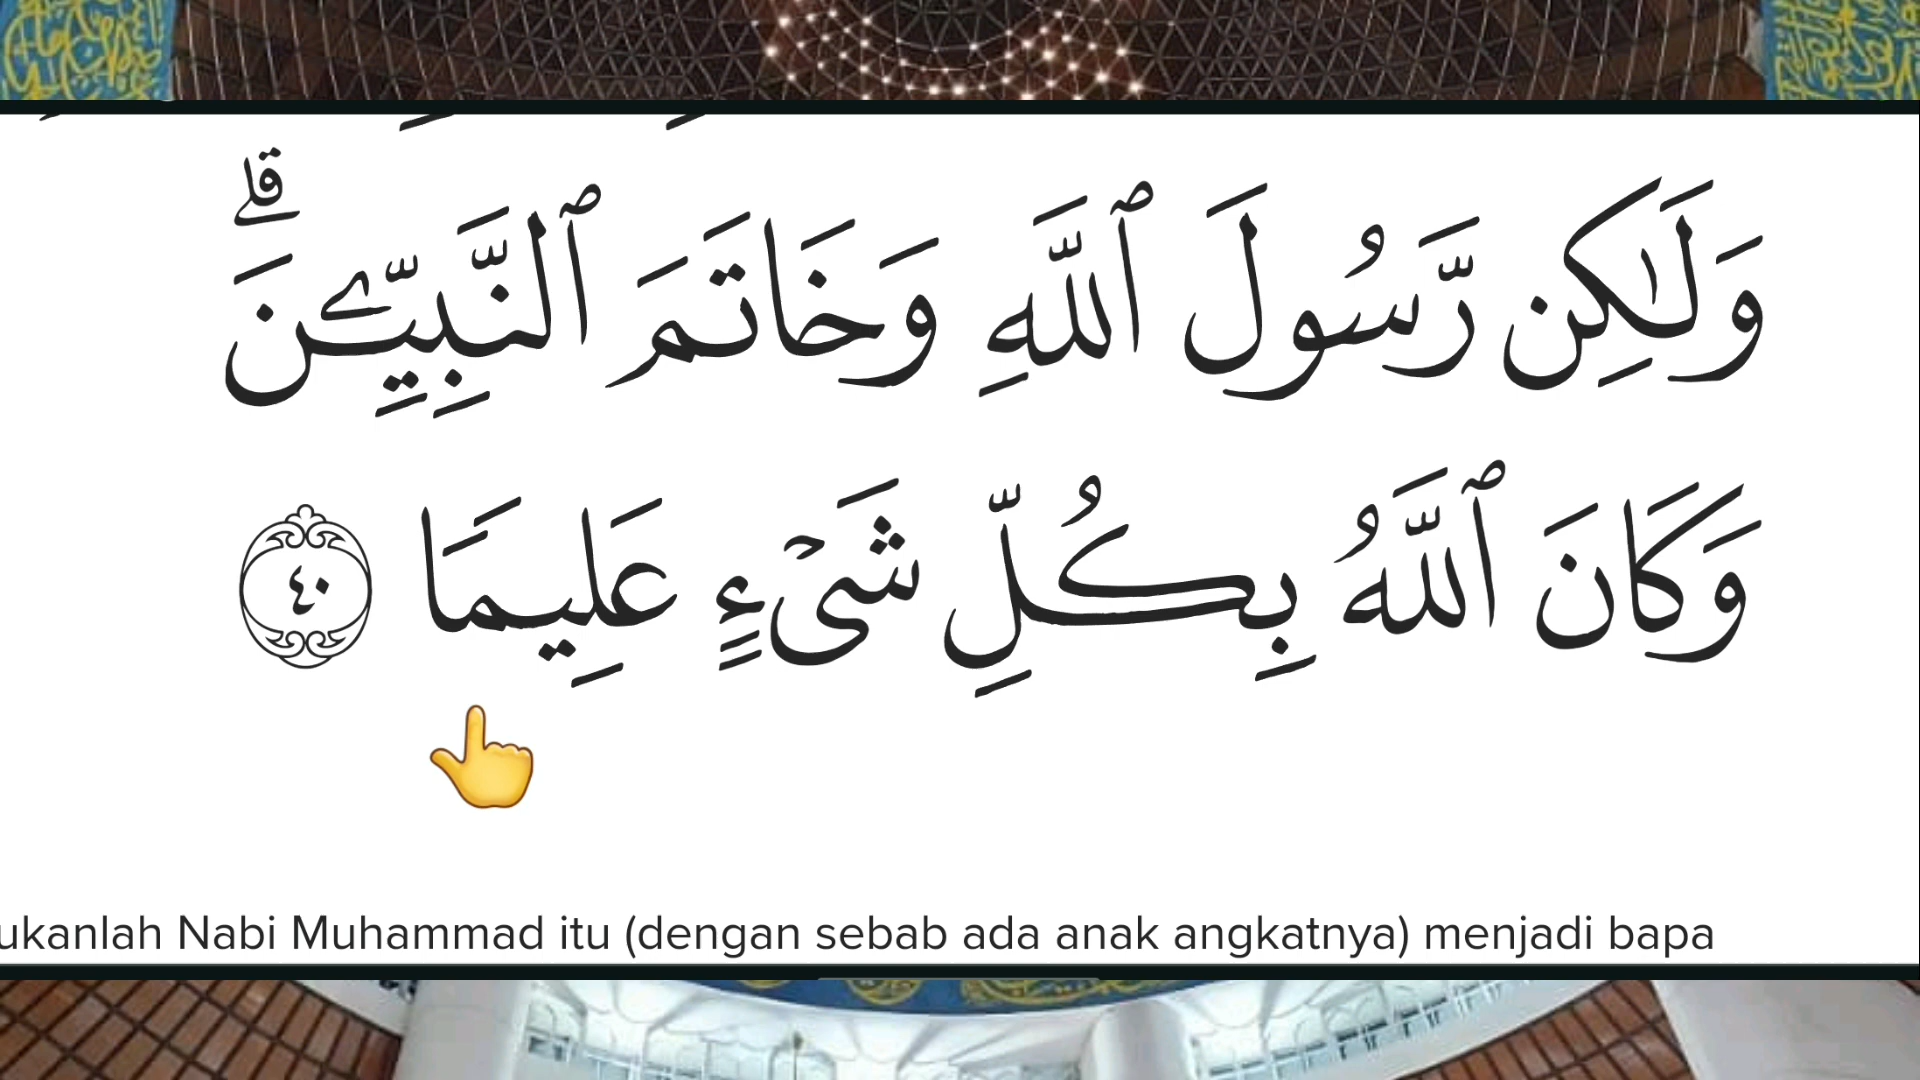 وَلَـٰكِن رَّسُولَ ٱللَّهِ وَخَاتَمَ ٱلنَّبِيِّـۧنَ ۗ
وَكَانَ ٱللَّهُ بِكُلِّ شَىْءٍ عَلِيمًا ٤٠
ukanlah Nabi Muhammad itu (dengan sebab ada anak angkatnya) menjadi bapa